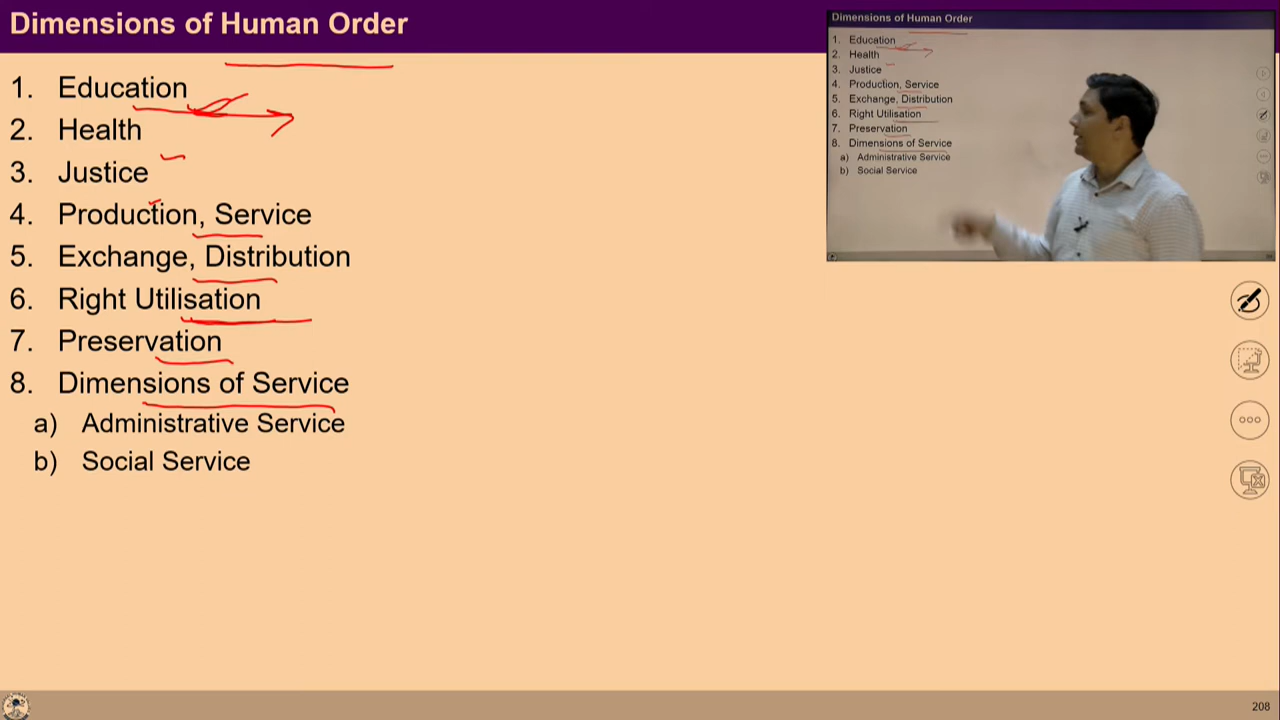 Dimensions of Human Order
1. Education
2. Health
3. Justice
4. Production, Service
5. Exchange, Distribution
6. Right Utilisation
7. Preservation
8. Dimensions of Service
a) Administrative Service
b) Social Service
Dimensions of Human Order
1. Education
2. Health
3. Justice
4. Production, Service
5. Exchange, Distribution
6. Right Utilisation
7. Preservation
8. Dimensions of Service
a) Administrative Service
b) Social Service
208